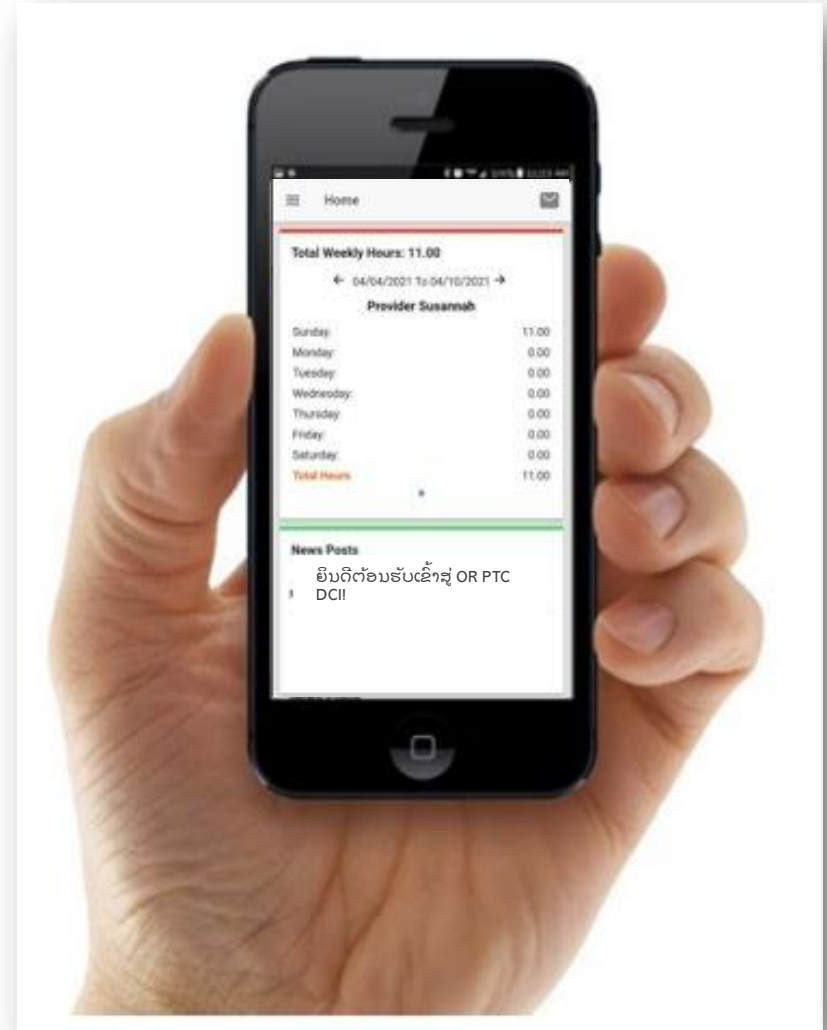 Home
Total Weekly Hours: 11.00
← 04/04/2021 To 04/10/2021 →
Provider Susannah
Sunday: 11.00
Monday: 0.00
Tuesday: 0.00
Wednesday: 0.00
Thursday: 0.00
Friday: 0.00
Saturday: 0.00
Total Hours 11.00
News Posts
ຍິນດີຕ້ອນຮັບເຂົ້າສູ່ OR PTC
DCI!